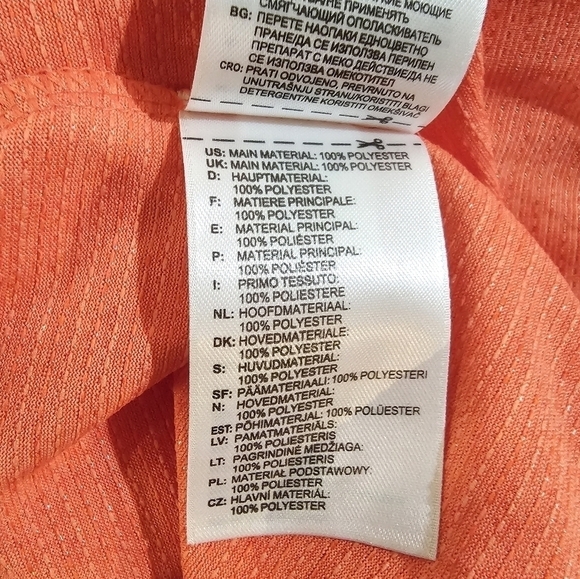 СМЯГЧАЮЩИЙ ОПОЛАСКИВАТЕЛЬ
BG: ПЕРЕТЕ НАОПАКИ ЕДНОЦВЕТНО
ПРАНЕ/ДА СЕ ИЗПОЛЗВА ПЕРИЛЕН
ПРЕПАРАТ С МЕКО ДЕЙСТВИЕ/ДА НЕ
СЕ ИЗПОЛЗВА ОМЕКОТИТЕЛ
CRO: PRATI ODVOJENO, PREVRNUTO NA
UNUTRAŠNJU STRANU/KORISTITI BLAGI
DETERGENT/NE KORISTITI OMEKŠIVAČ
US: MAIN MATERIAL: 100% POLYESTER
UK: MAIN MATERIAL: 100% POLYESTER
D: HAUPTMATERIAL:
100% POLYESTER
F: MATIERE PRINCIPALE:
100% POLYESTER
E: MATERIAL PRINCIPAL:
100% POLIÉSTER
P: MATERIAL PRINCIPAL:
100% POLIÉSTER
I: PRIMO TESSUTO:
100% POLIESTERE
NL: HOOFDMATERIAAL:
100% POLYESTER
DK: HOVEDMATERIALE:
100% POLYESTER
S: HUVUDMATERIAL:
100% POLYESTER
SF: PÄÄMATERIAALI: 100% POLYESTERI
N: HOVEDMATERIAL:
100% POLYESTER
EST: PÕHIMATERJAL: 100% POLÜESTER
LV: PAMATMATERIĀLS:
100% POLIESTERIS
LT: PAGRINDINĖ MEDŽIAGA:
100% POLIESTERIS
PL: MATERIAŁ PODSTAWOWY:
100% POLYESTER
CZ: HLAVNÍ MATERIÁL:
100% POLYESTER